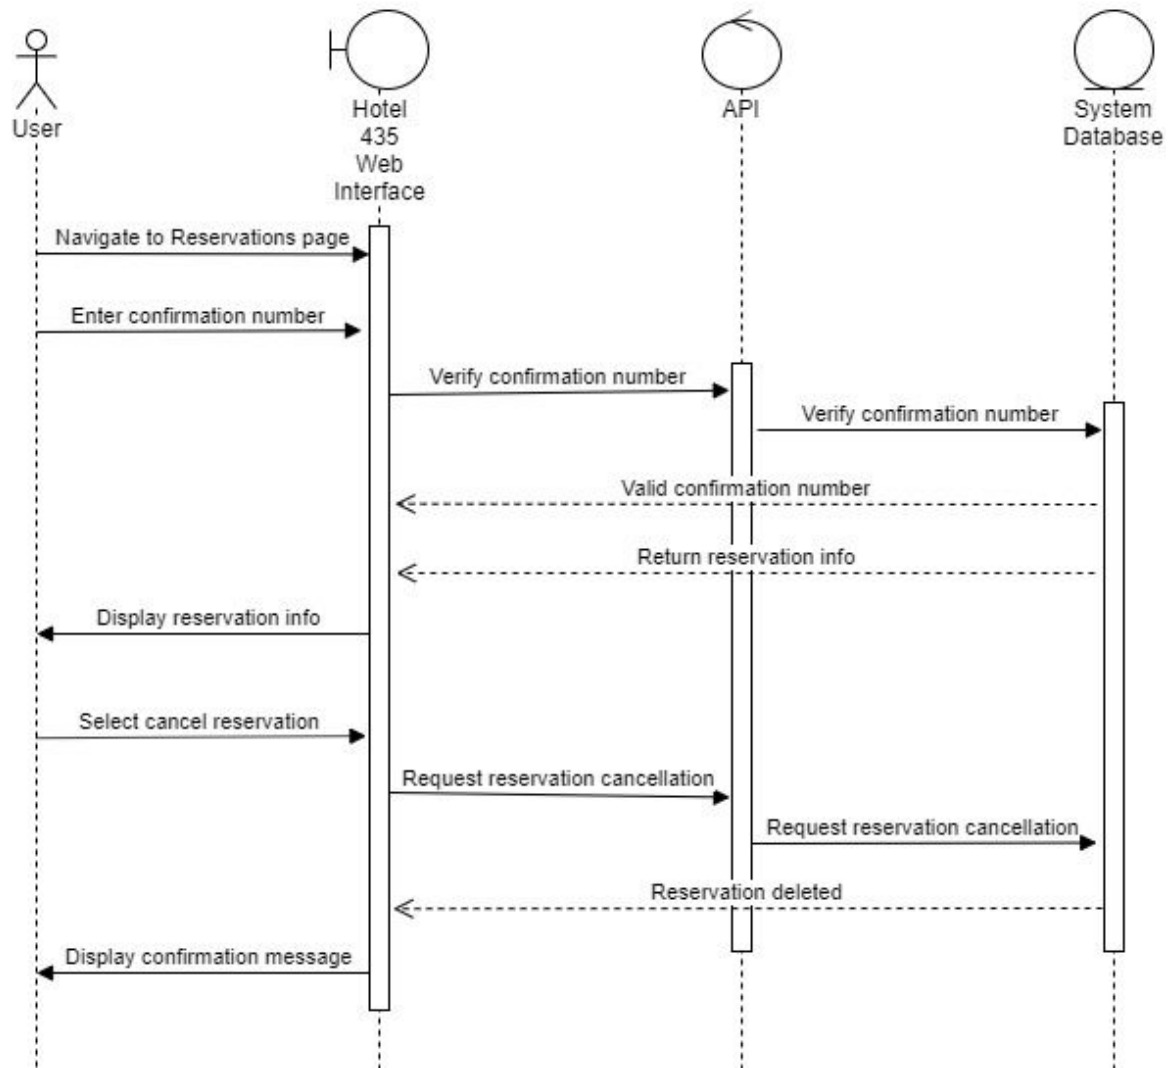 User
Hotel
435
Web
Interface
API
System
Database
Navigate to Reservations page
Enter confirmation number
Verify confirmation number
Verify confirmation number
Valid confirmation number
Return reservation info
Display reservation info
Select cancel reservation
Request reservation cancellation
Request reservation cancellation
Reservation deleted
Display confirmation message